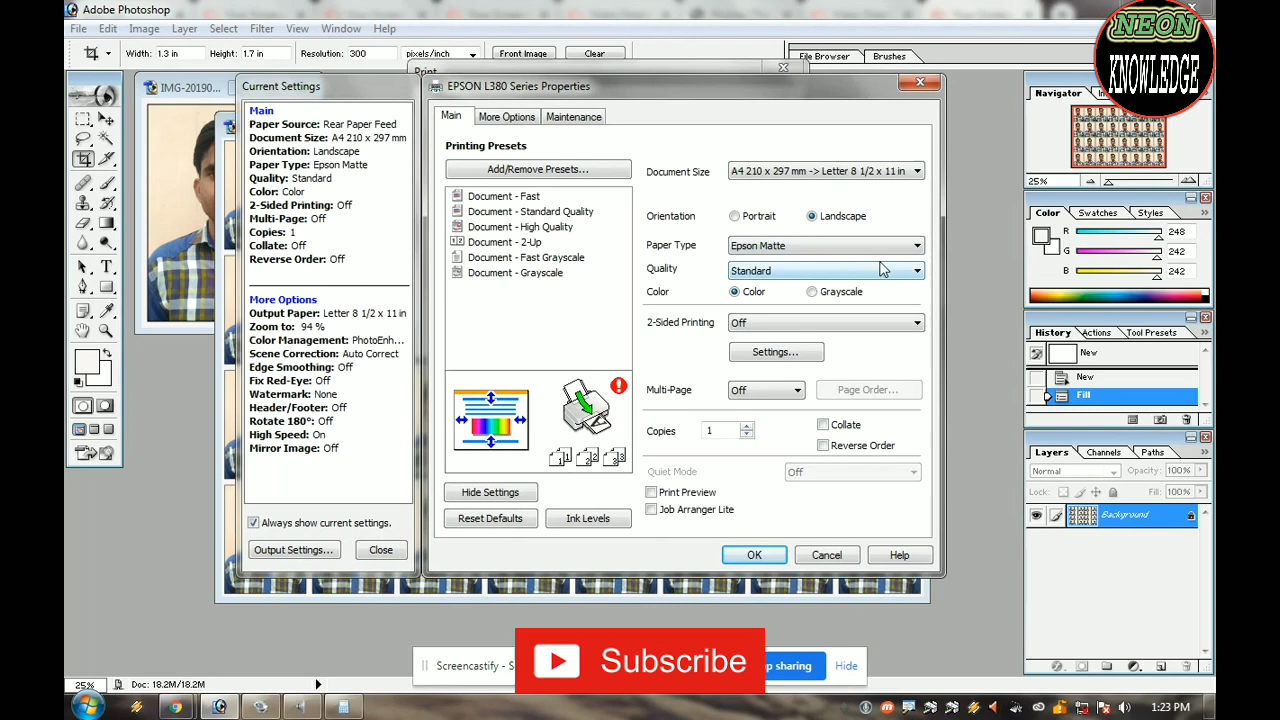 Adobe Photoshop
File Edit Image Layer Select Filter View Window Help
Width: 1.3 in Height: 1.7 in Resolution: 300 pixels/inch Front Image Clear
File Browser Brushes
NEON
KNOWLEDGE
Print
IMG-20190...
Current Settings
Main
Paper Source: Rear Paper Feed
Document Size: A4 210 x 297 mm
Orientation: Landscape
Paper Type: Epson Matte
Quality: Standard
Color: Color
2-Sided Printing: Off
Multi-Page: Off
Copies: 1
Collate: Off
Reverse Order: Off
More Options
Output Paper: Letter 8 1/2 x 11 in
Zoom to: 94 %
Color Management: PhotoEnh...
Scene Correction: Auto Correct
Edge Smoothing: Off
Fix Red-Eye: Off
Watermark: None
Header/Footer: Off
Rotate 180°: Off
High Speed: On
Mirror Image: Off
Always show current settings.
Output Settings... Close
EPSON L380 Series Properties
Main More Options Maintenance
Printing Presets
Add/Remove Presets...
Document - Fast
Document - Standard Quality
Document - High Quality
Document - 2-Up
Document - Fast Grayscale
Document - Grayscale
Hide Settings
Reset Defaults Ink Levels
Document Size A4 210 x 297 mm -> Letter 8 1/2 x 11 in
Orientation Portrait Landscape
Paper Type Epson Matte
Quality Standard
Color Color Grayscale
2-Sided Printing Off
Settings...
Multi-Page Off Page Order...
Copies 1 Collate
Reverse Order
Quiet Mode Off
Print Preview
Job Arranger Lite
OK Cancel Help
Navigator
25%
Color Swatches Styles
R 248
G 242
B 242
History Actions Tool Presets
New
New
Fill
Layers Channels Paths
Normal Opacity: 100%
Lock: Fill: 100%
Background
Screencastify - S
Subscribe
op sharing Hide
25% Doc: 18.2M/18.2M
1:23 PM